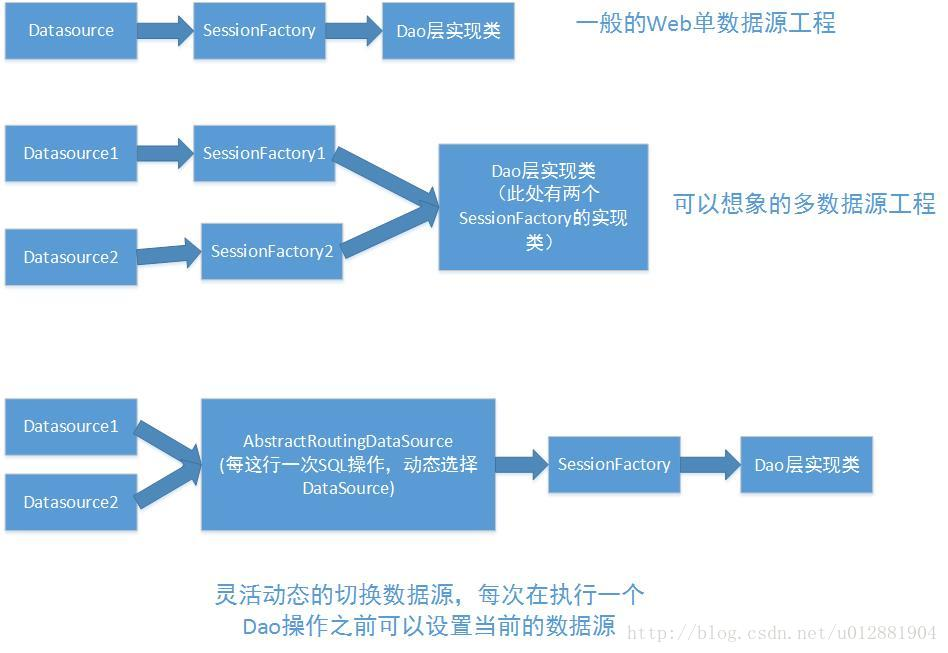 Datasource
SessionFactory
Dao层实现类
一般的Web单数据源工程
Datasource1
SessionFactory1
Datasource2
SessionFactory2
Dao层实现类
（此处有两个
SessionFactory的实现
类）
可以想象的多数据源工程
Datasource1
Datasource2
AbstractRoutingDataSource
(每这行一次SQL操作，动态选择
DataSource)
SessionFactory
Dao层实现类
灵活动态的切换数据源，每次在执行一个
Dao操作之前可以设置当前的数据源
http://blog.csdn.net/u012881904